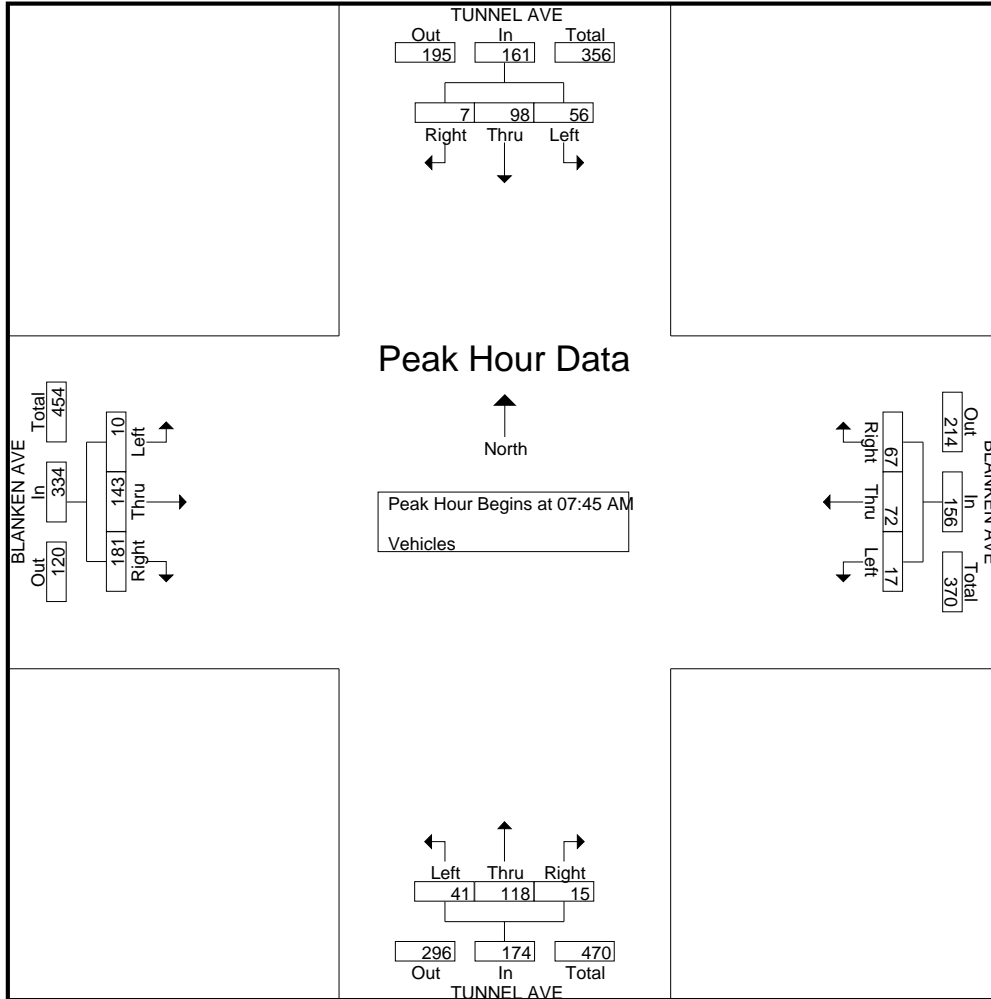 TUNNEL AVE
Out In Total
195 161 356
7 98 56
Right Thru Left
Peak Hour Data
North
Peak Hour Begins at 07:45 AM
Vehicles
BLANKEN AVE
Total In Out
454 334 120
10 143 181
Left Thru Right
BLANKEN AVE
Out In Total
214 156 370
67 72 17
Right Thru Left
Left Thru Right
41 118 15
296 174 470
Out In Total
TUNNEL AVE